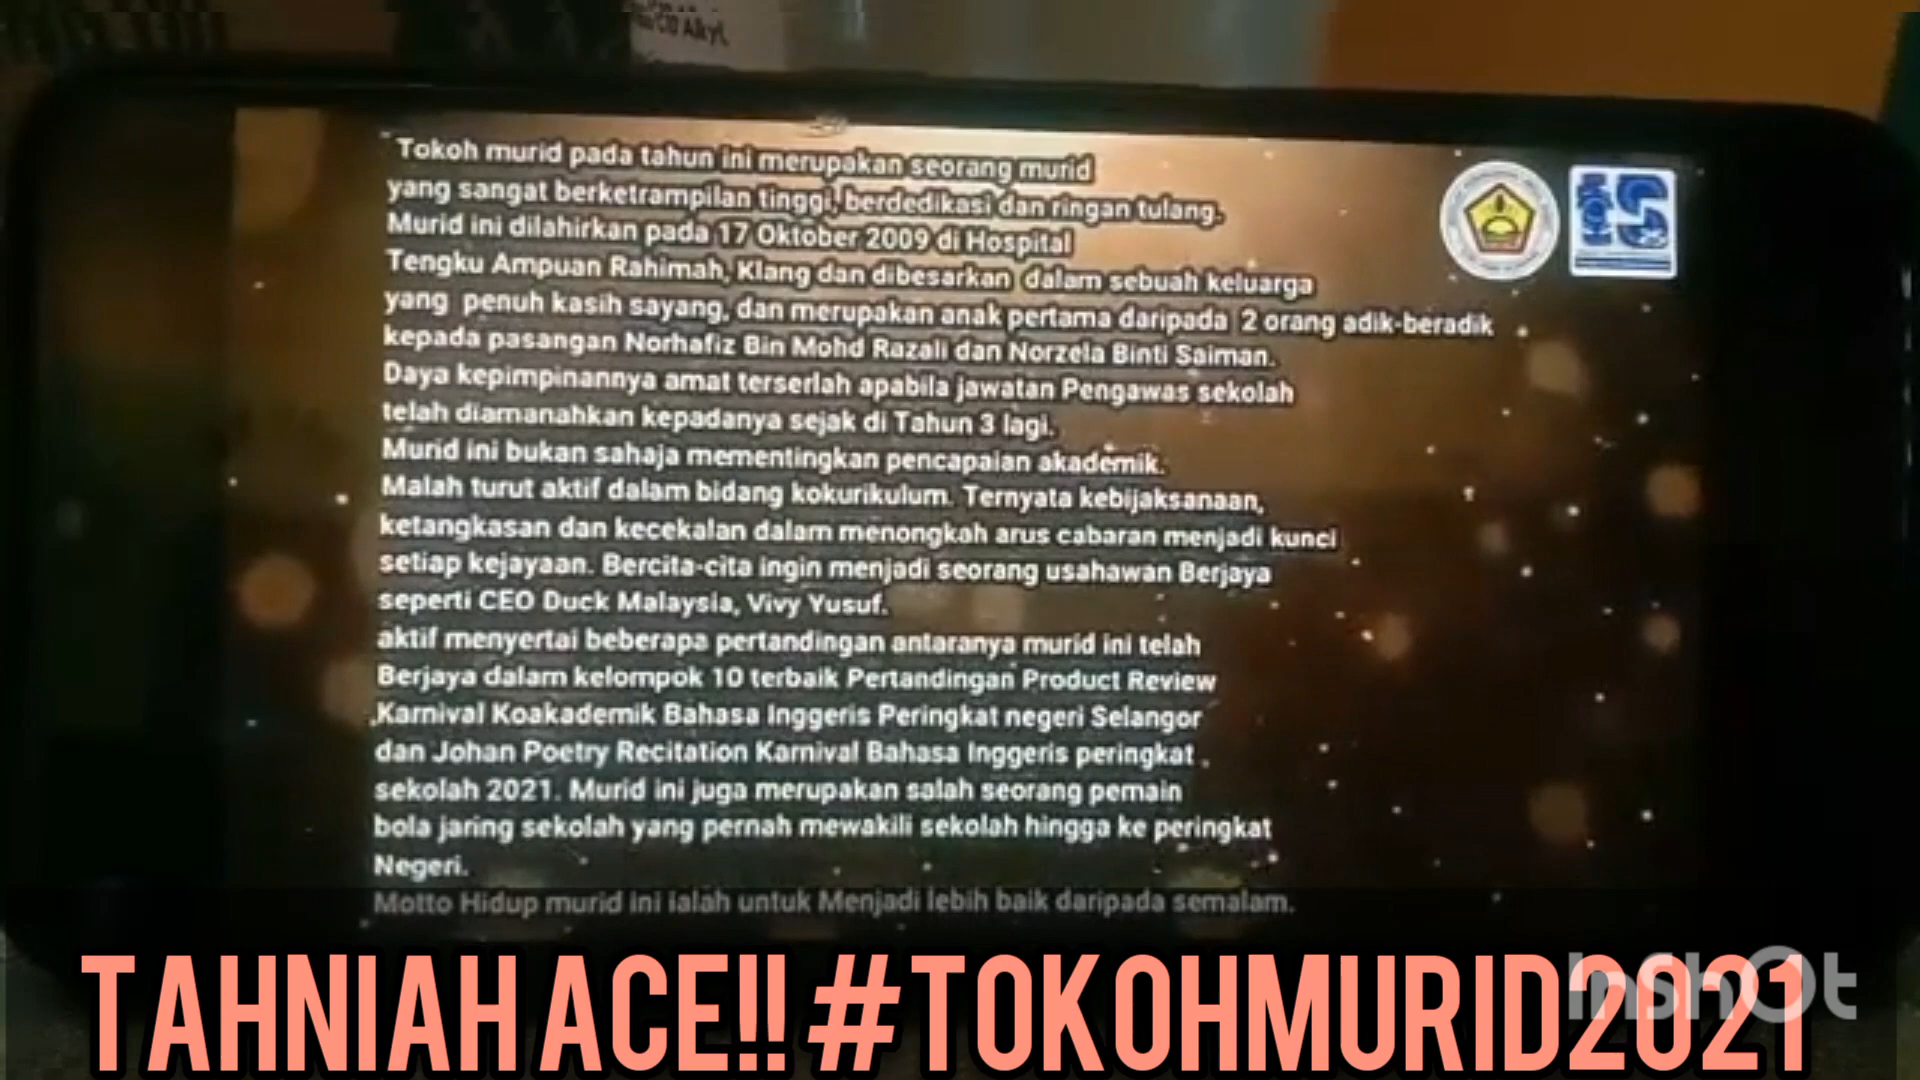 CIO Alkyl
Tokoh murid pada tahun ini merupakan seorang murid
yang sangat berketrampilan tinggi, berdedikasi dan ringan tulang.
Murid ini dilahirkan pada 17 Oktober 2009 di Hospital
Tengku Ampuan Rahimah, Klang dan dibesarkan dalam sebuah keluarga
yang penuh kasih sayang, dan merupakan anak pertama daripada 2 orang adik-beradik
kepada pasangan Norhafiz Bin Mohd Razali dan Norzela Binti Saiman.
Daya kepimpinannya amat terserlah apabila jawatan Pengawas sekolah
telah diamanahkan kepadanya sejak di Tahun 3 lagi.
Murid ini bukan sahaja mementingkan pencapaian akademik.
Malah turut aktif dalam bidang kokurikulum. Ternyata kebijaksanaan,
ketangkasan dan kecekalan dalam menongkah arus cabaran menjadi kunci
setiap kejayaan. Bercita-cita ingin menjadi seorang usahawan Berjaya
seperti CEO Duck Malaysia, Vivy Yusuf.
aktif menyertai beberapa pertandingan antaranya murid ini telah
Berjaya dalam kelompok 10 terbaik Pertandingan Product Review
Karnival Koakademik Bahasa Inggeris Peringkat negeri Selangor
dan Johan Poetry Recitation Karnival Bahasa Inggeris peringkat
sekolah 2021. Murid ini juga merupakan salah seorang pemain
bola jaring sekolah yang pernah mewakili sekolah hingga ke peringkat
Negeri.
Motto Hidup murid ini ialah untuk Menjadi lebih baik daripada semalam.
TAHNIAH ACE!! #TOKOHMURID2021
InShOt